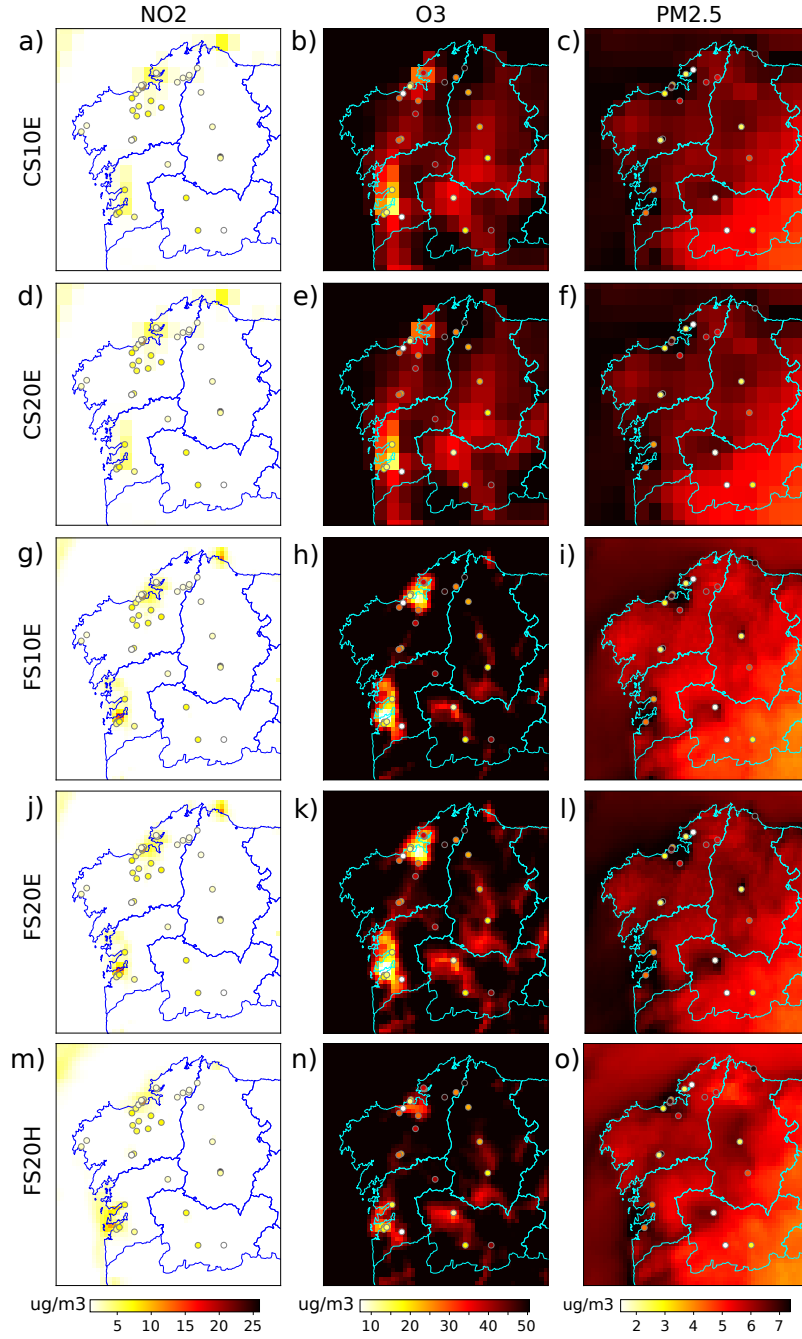 NO2 O3 PM2.5
a) b) c)
CS10E
d) e) f)
CS20E
g) h) i)
FS10E
j) k) l)
FS20E
m) n) o)
FS20H
ug/m3 ug/m3 ug/m3
5 10 15 20 25 10 20 30 40 50 2 3 4 5 6 7